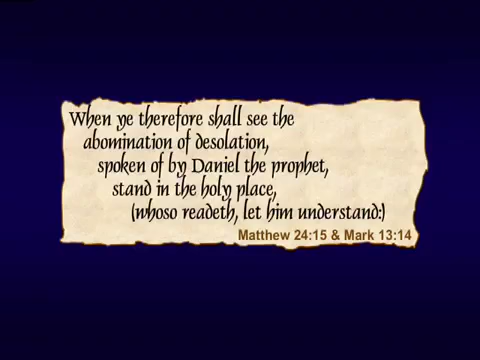 When ye therefore shall see the
abomination of desolation,
spoken of by Daniel the prophet,
stand in the holy place,
(whoso readeth, let him understand:)
Matthew 24:15 & Mark 13:14